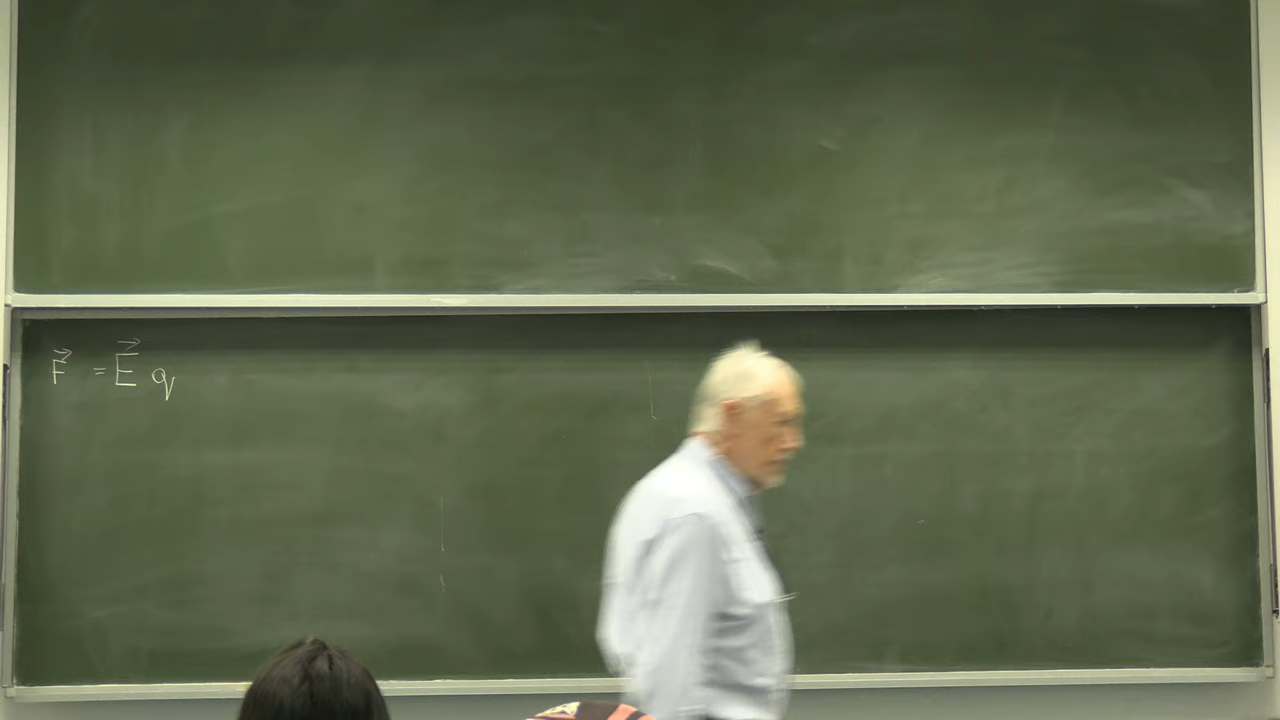 F⃗ = E⃗ q